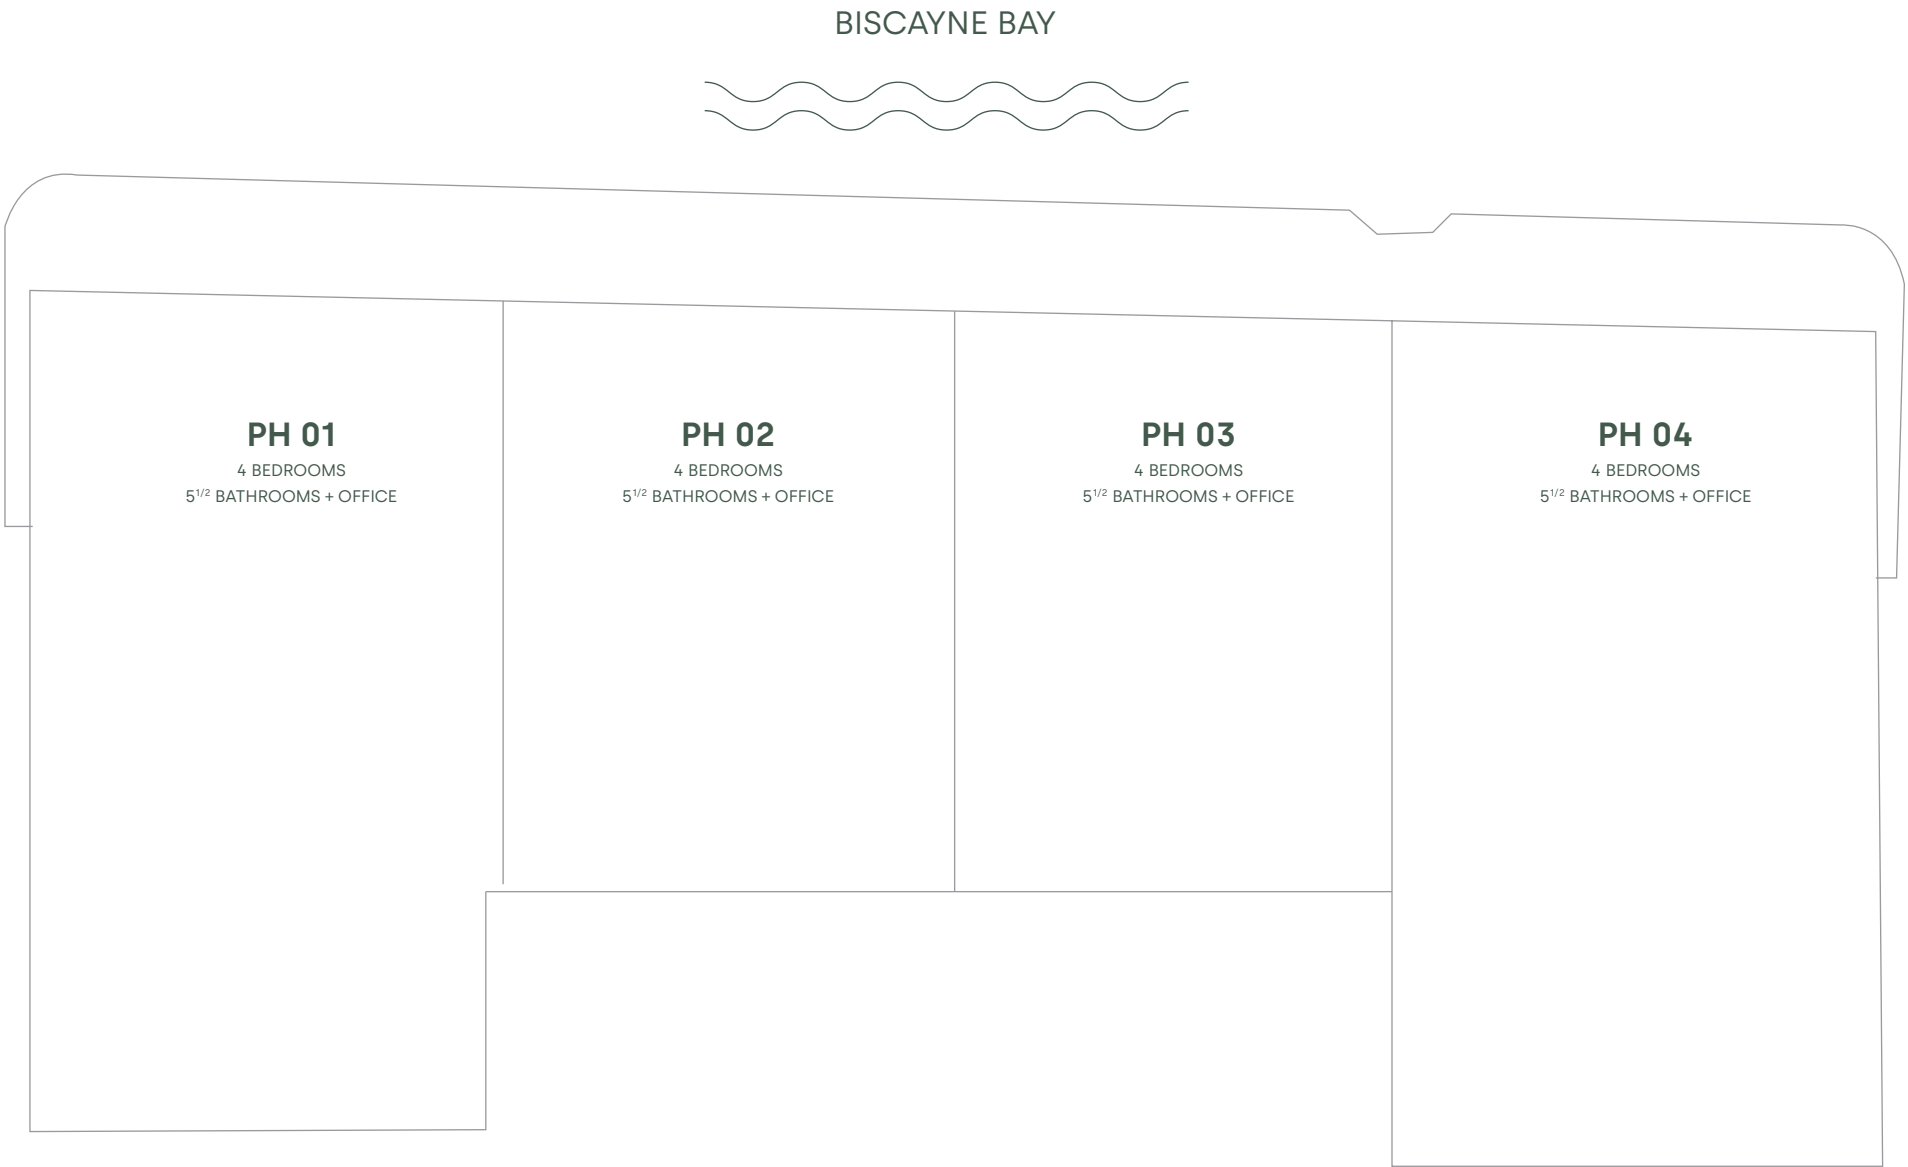 BISCAYNE BAY
PH 01
4 BEDROOMS
5 1/2 BATHROOMS + OFFICE
PH 02
4 BEDROOMS
5 1/2 BATHROOMS + OFFICE
PH 03
4 BEDROOMS
5 1/2 BATHROOMS + OFFICE
PH 04
4 BEDROOMS
5 1/2 BATHROOMS + OFFICE